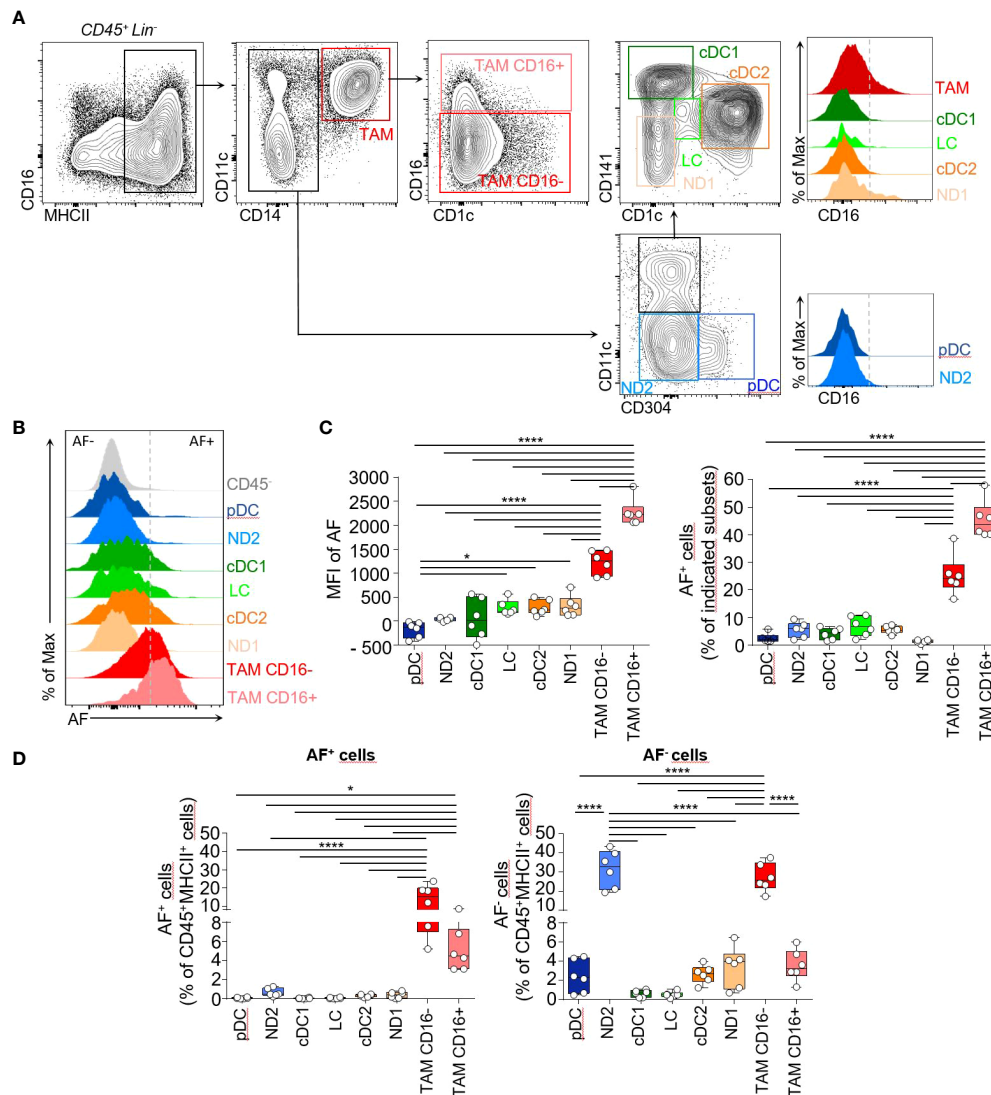 A
CD45+ Lin-
CD16
MHCII
CD11c
CD14
TAM
CD16
CD1c
TAM CD16+
TAM CD16-
CD141
CD1c
cDC1
cDC2
LC
ND1
% of Max
CD16
TAM
cDC1
LC
cDC2
ND1
CD11c
CD304
ND2
pDC
% of Max
CD16
pDC
ND2
B
AF-
AF+
% of Max
AF
CD45-
pDC
ND2
cDC1
LC
cDC2
ND1
TAM CD16-
TAM CD16+
C
MFI of AF
3000
2500
2000
1500
1000
500
0
- 500
****
****
*
pDC
ND2
cDC1
LC
cDC2
ND1
TAM CD16-
TAM CD16+
AF+ cells
(% of indicated subsets)
60
50
40
30
20
10
0
****
****
pDC
ND2
cDC1
LC
cDC2
ND1
TAM CD16-
TAM CD16+
D
AF+ cells
AF+ cells
(% of CD45+MHCII+ cells)
50
40
30
20
10
8
6
4
2
0
*
****
pDC
ND2
cDC1
LC
cDC2
ND1
TAM CD16-
TAM CD16+
AF- cells
AF- cells
(% of CD45+MHCII+ cells)
50
40
30
20
10
8
6
4
2
0
****
****
****
****
pDC
ND2
cDC1
LC
cDC2
ND1
TAM CD16-
TAM CD16+